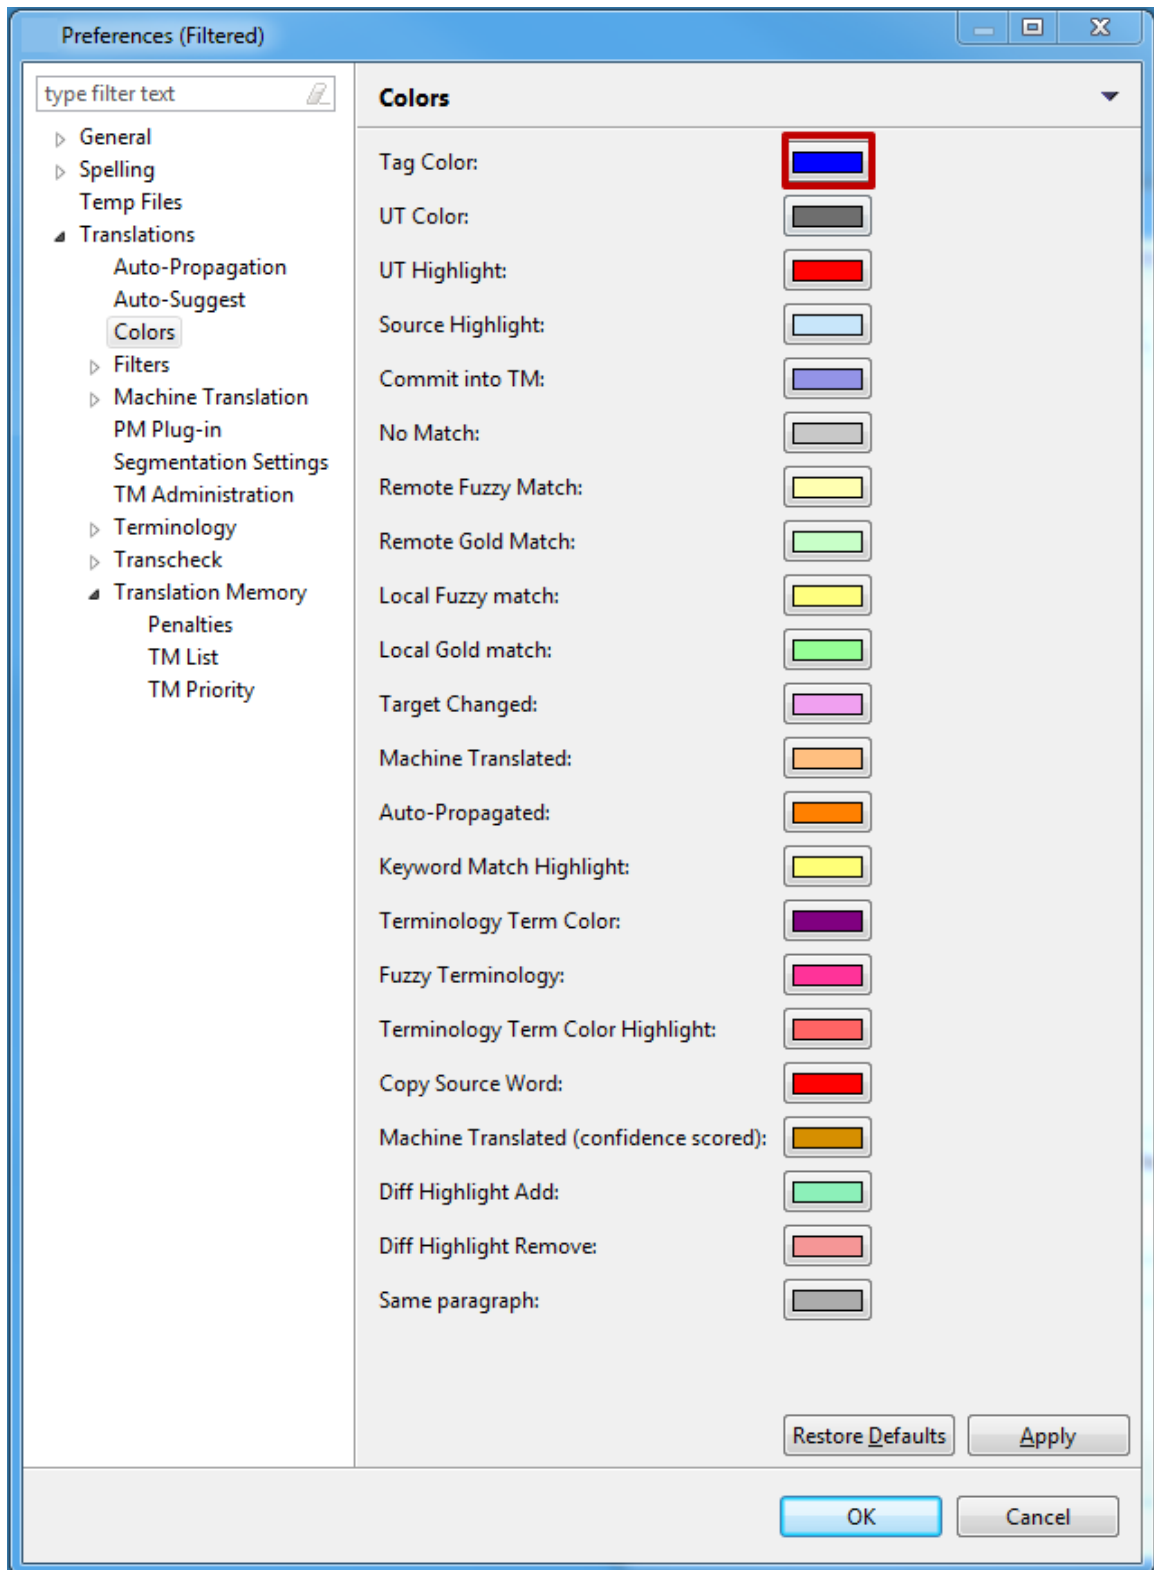 Preferences (Filtered)
type filter text
General
Spelling
Temp Files
Translations
Auto-Propagation
Auto-Suggest
Colors
Filters
Machine Translation
PM Plug-in
Segmentation Settings
TM Administration
Terminology
Transcheck
Translation Memory
Penalties
TM List
TM Priority
Colors
Tag Color:
UT Color:
UT Highlight:
Source Highlight:
Commit into TM:
No Match:
Remote Fuzzy Match:
Remote Gold Match:
Local Fuzzy match:
Local Gold match:
Target Changed:
Machine Translated:
Auto-Propagated:
Keyword Match Highlight:
Terminology Term Color:
Fuzzy Terminology:
Terminology Term Color Highlight:
Copy Source Word:
Machine Translated (confidence scored):
Diff Highlight Add:
Diff Highlight Remove:
Same paragraph:
Restore Defaults Apply
OK Cancel